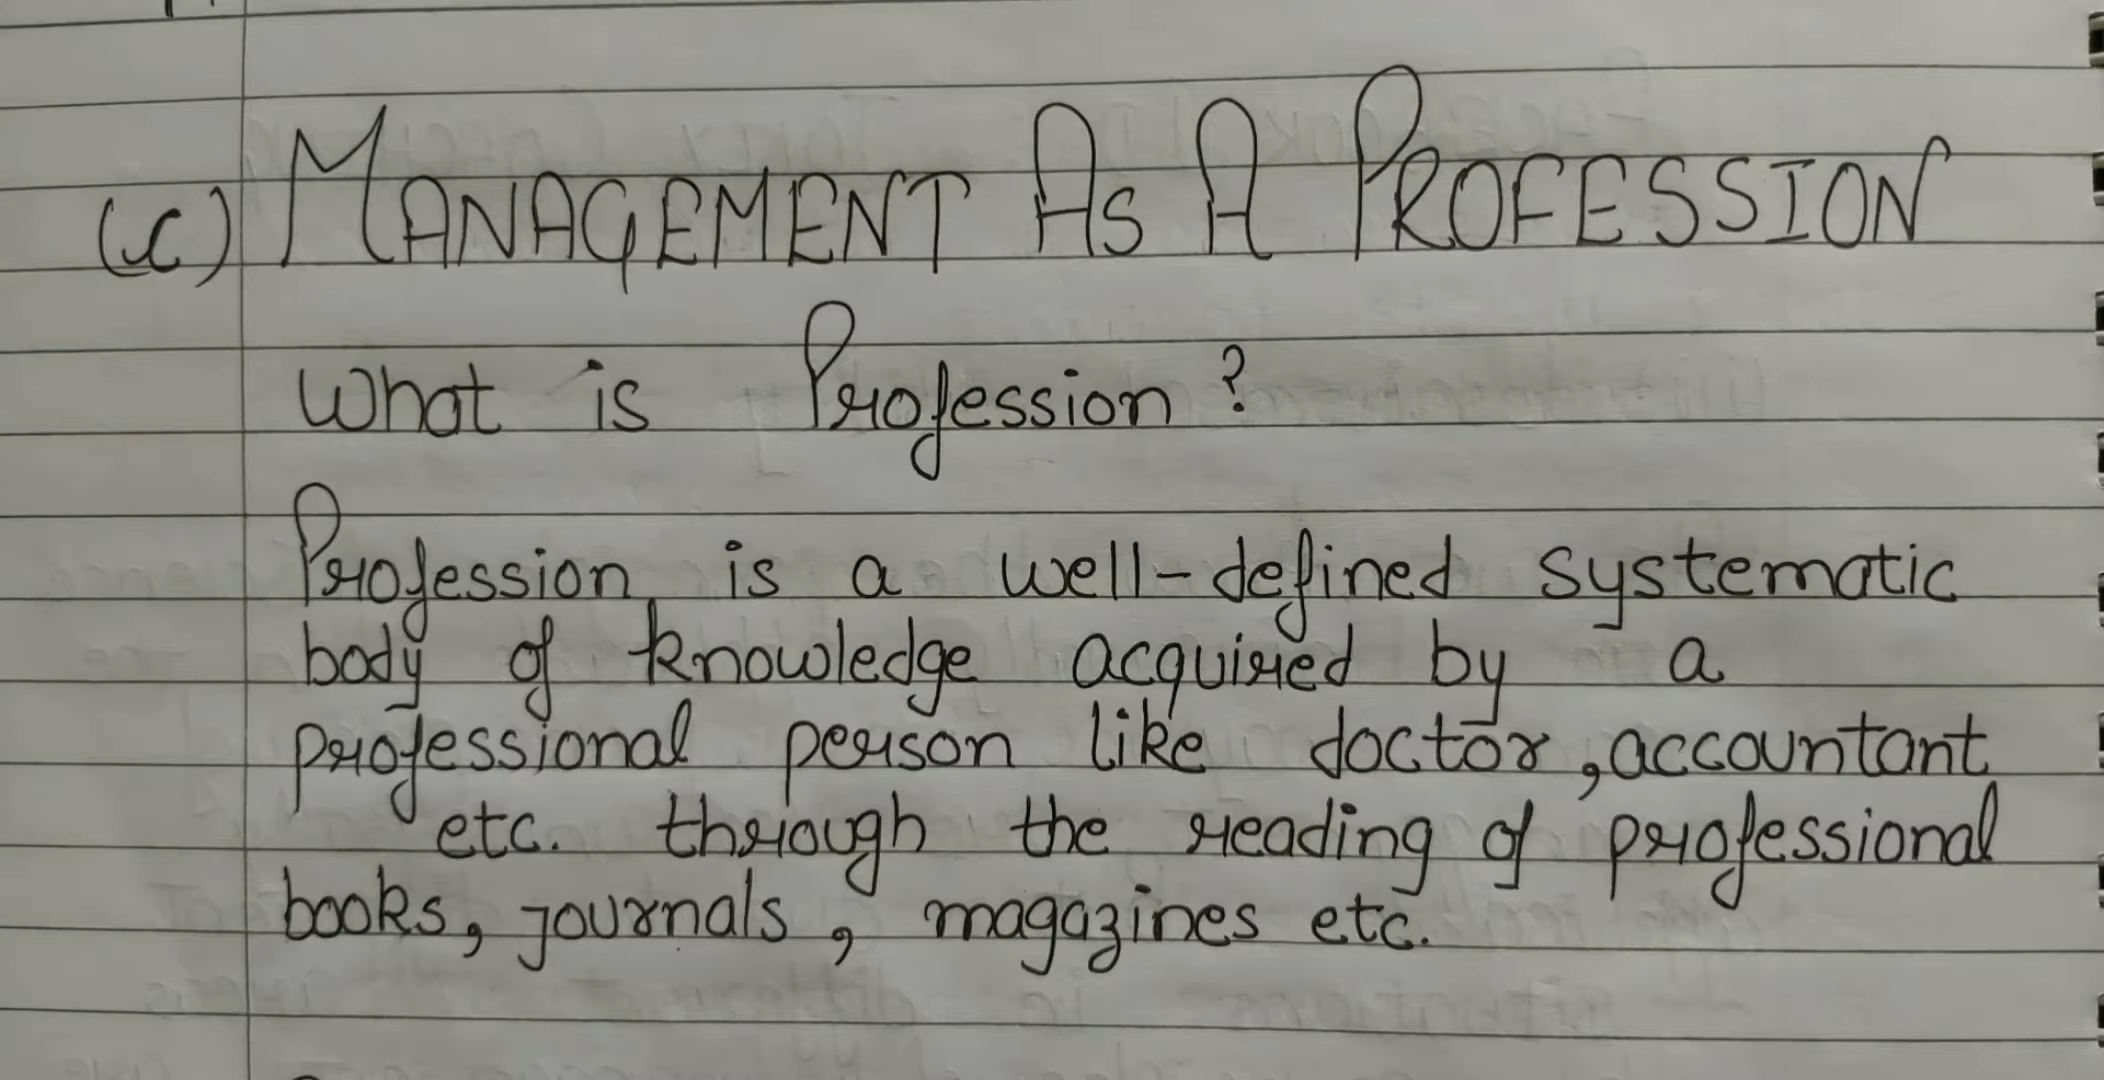 (c) MANAGEMENT AS A PROFESSION
What is Profession?
Profession is a well-defined systematic
body of knowledge acquired by a
professional person like doctor, accountant
etc. through the reading of professional
books, journals, magazines etc.